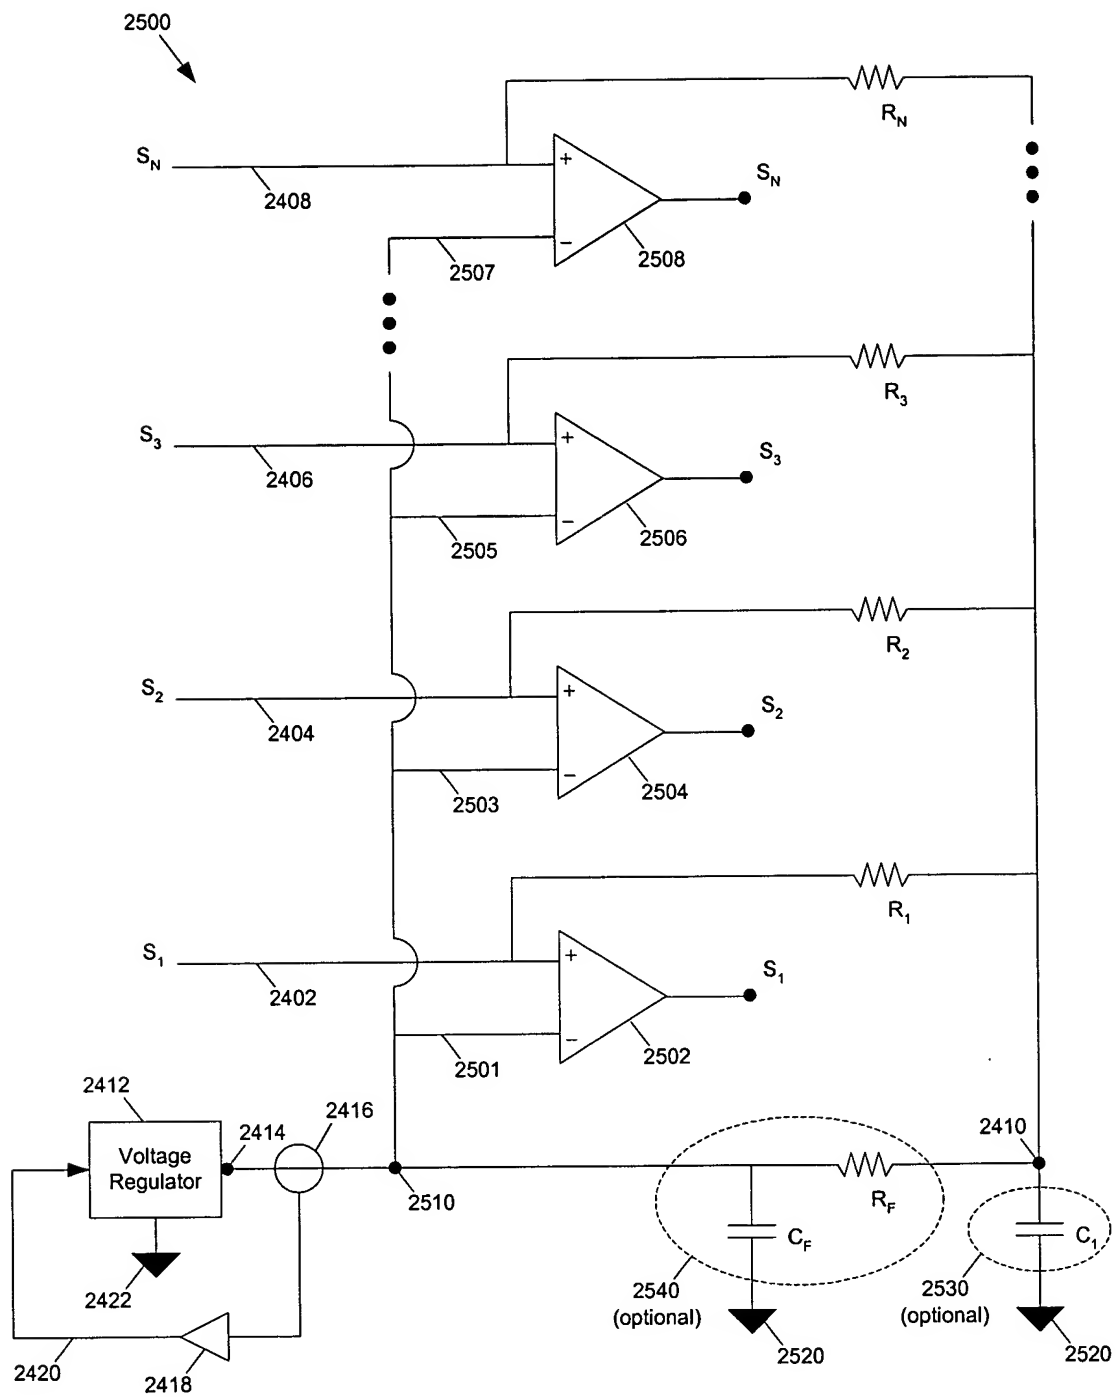 2500
R_N
S_N
2408
+
S_N
−
2507
2508
R_3
S_3
2406
+
S_3
−
2505
2506
R_2
S_2
2404
+
S_2
−
2503
2504
R_1
S_1
2402
+
S_1
−
2501
2502
2412
2414
2416
2410
Voltage
Regulator
2510
R_F
C_F
C_1
2422
2540
(optional)
2530
(optional)
2520
2520
2420
2418